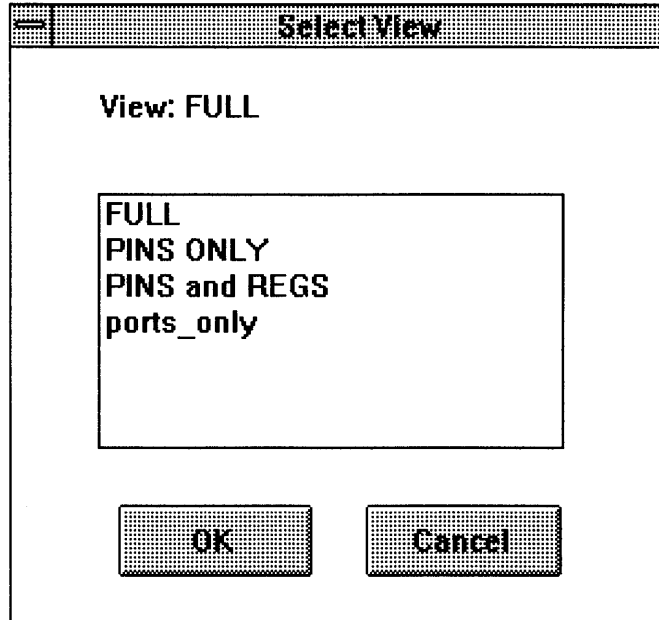 Select View
View: FULL
FULL
PINS ONLY
PINS and REGS
ports_only
OK
Cancel